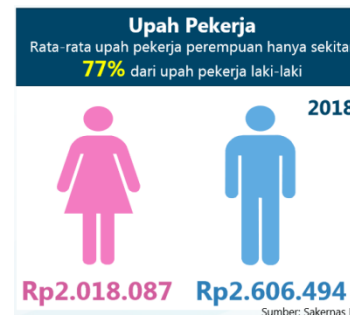 Upah Pekerja
Rata-rata upah pekerja perempuan hanya sekita
77% dari upah pekerja laki-laki
2018
Rp2.018.087 Rp2.606.494
Sumber: Sakernas